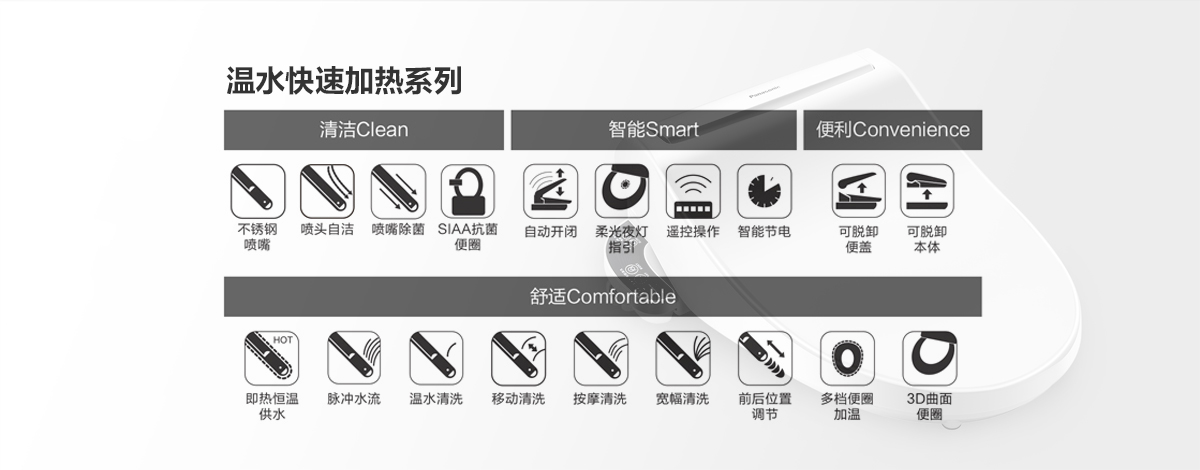 温水快速加热系列
清洁Clean
智能Smart
便利Convenience
不锈钢
喷嘴
喷头自洁
喷嘴除菌
SIAA抗菌
便圈
自动开闭
柔光夜灯
指引
遥控操作
智能节电
可脱卸
便盖
可脱卸
本体
舒适Comfortable
HOT
即热恒温
供水
脉冲水流
温水清洗
移动清洗
按摩清洗
宽幅清洗
前后位置
调节
多档便圈
加温
3D曲面
便圈
Panasonic